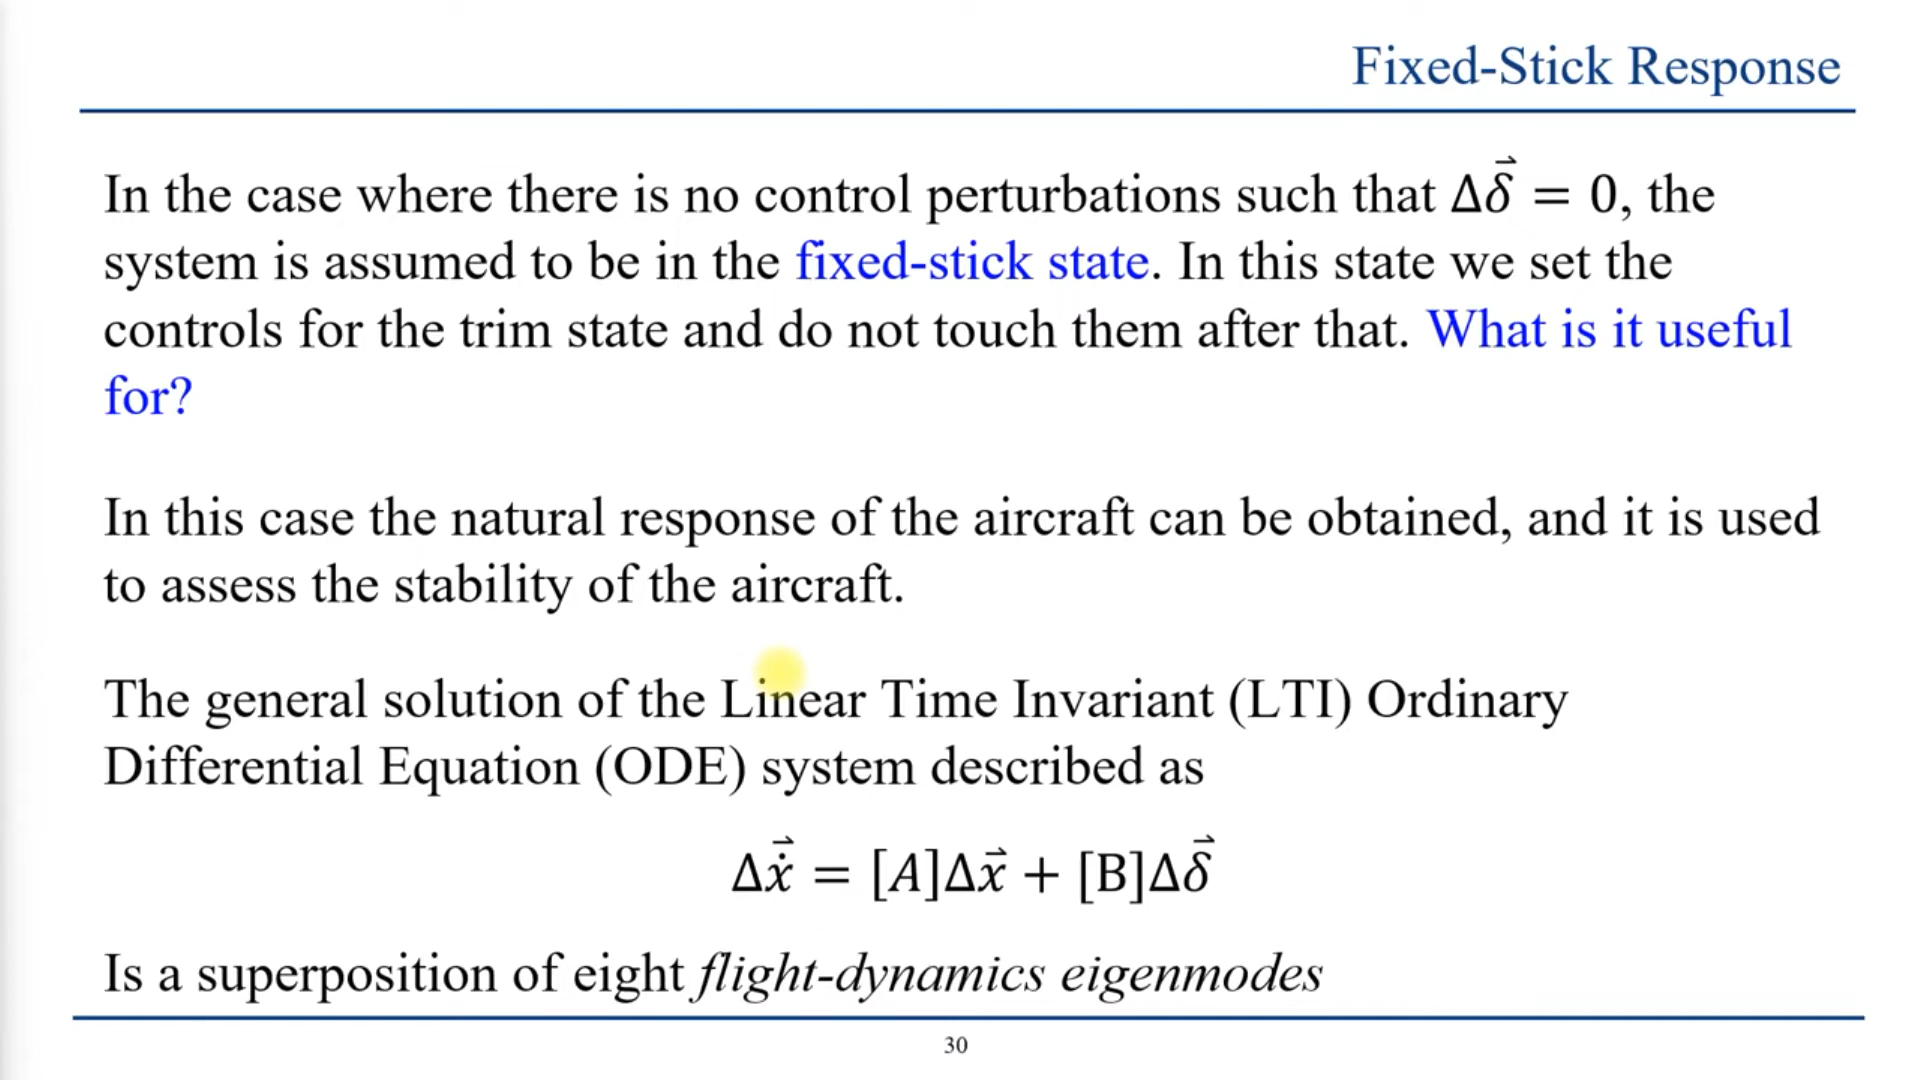 Fixed-Stick Response
In the case where there is no control perturbations such that Δδ⃗ = 0, the
system is assumed to be in the fixed-stick state. In this state we set the
controls for the trim state and do not touch them after that. What is it useful
for?
In this case the natural response of the aircraft can be obtained, and it is used
to assess the stability of the aircraft.
The general solution of the Linear Time Invariant (LTI) Ordinary
Differential Equation (ODE) system described as
Δẋ⃗ = [A]Δx⃗ + [B]Δδ⃗
Is a superposition of eight flight-dynamics eigenmodes
30